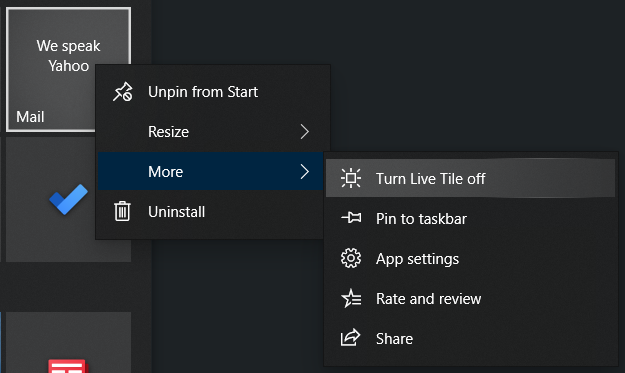 We speak
Yahoo
Mail
Unpin from Start
Resize
More
Uninstall
Turn Live Tile off
Pin to taskbar
App settings
Rate and review
Share